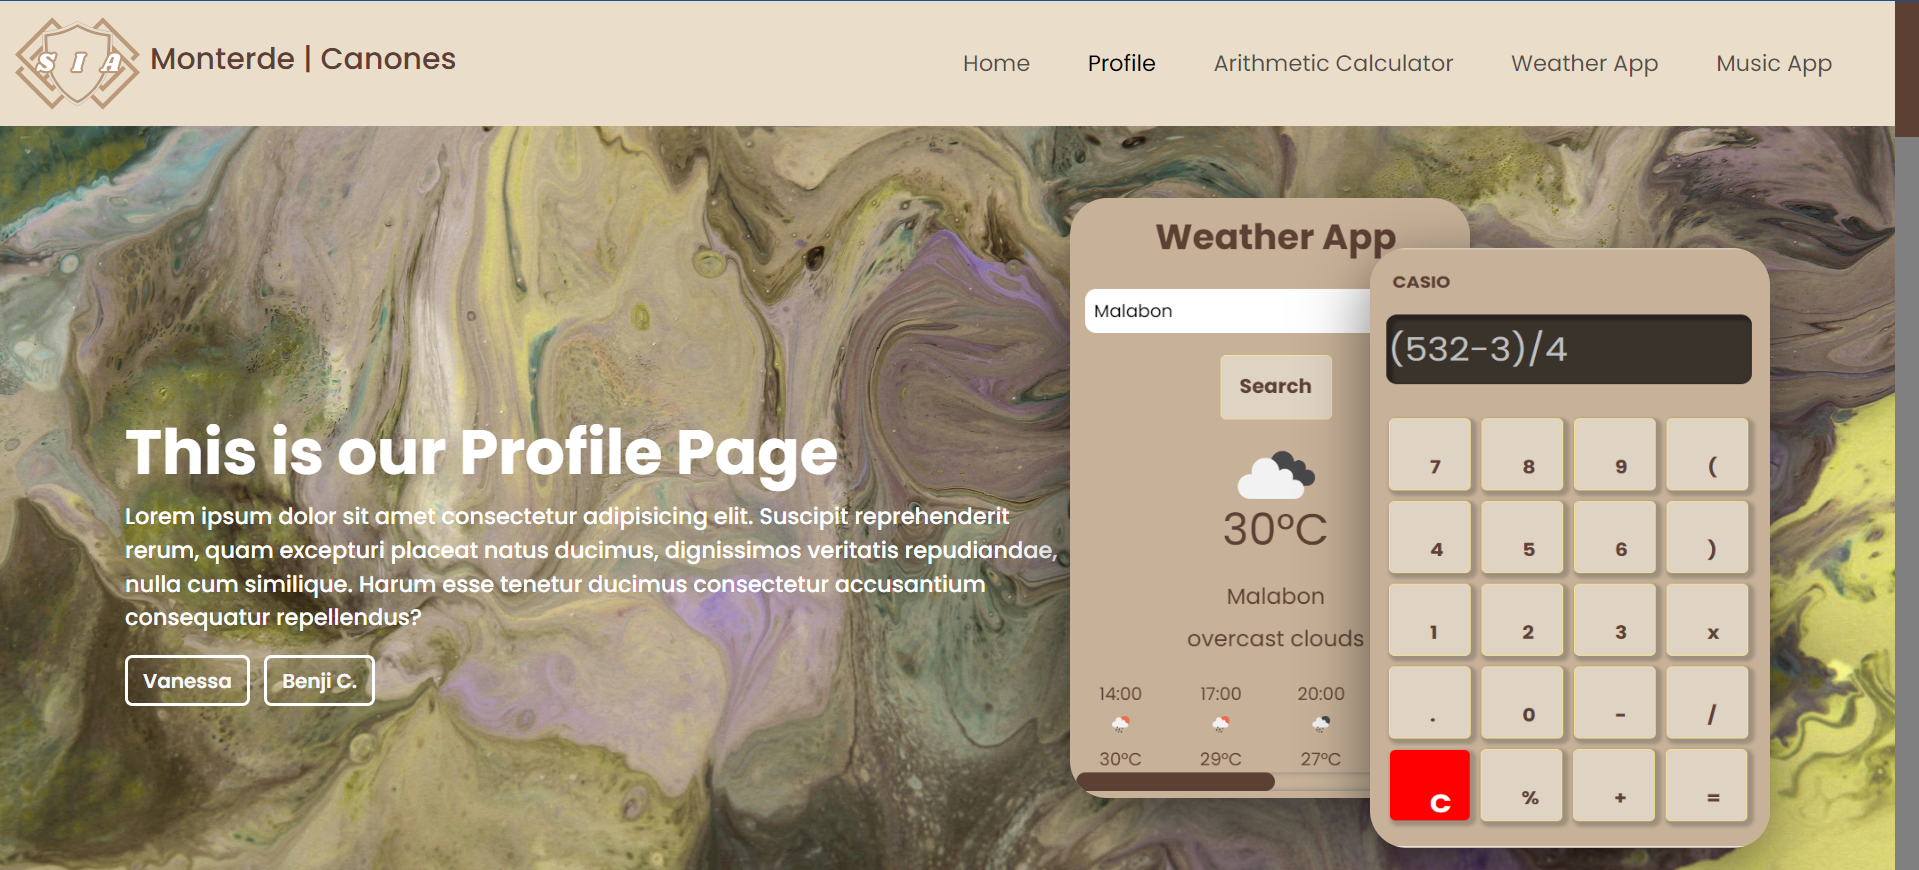 S I A
Monterde | Canones
Home Profile Arithmetic Calculator Weather App Music App
This is our Profile Page
Lorem ipsum dolor sit amet consectetur adipisicing elit. Suscipit reprehenderit
rerum, quam excepturi placeat natus ducimus, dignissimos veritatis repudiandae,
nulla cum similique. Harum esse tenetur ducimus consectetur accusantium
consequatur repellendus?
Vanessa Benji C.
Weather App
Malabon
Search
30°C
Malabon
overcast clouds
14:00 17:00 20:00
30°C 29°C 27°C
CASIO
(532-3)/4
7 8 9 (
4 5 6 )
1 2 3 x
. 0 - /
C % + =